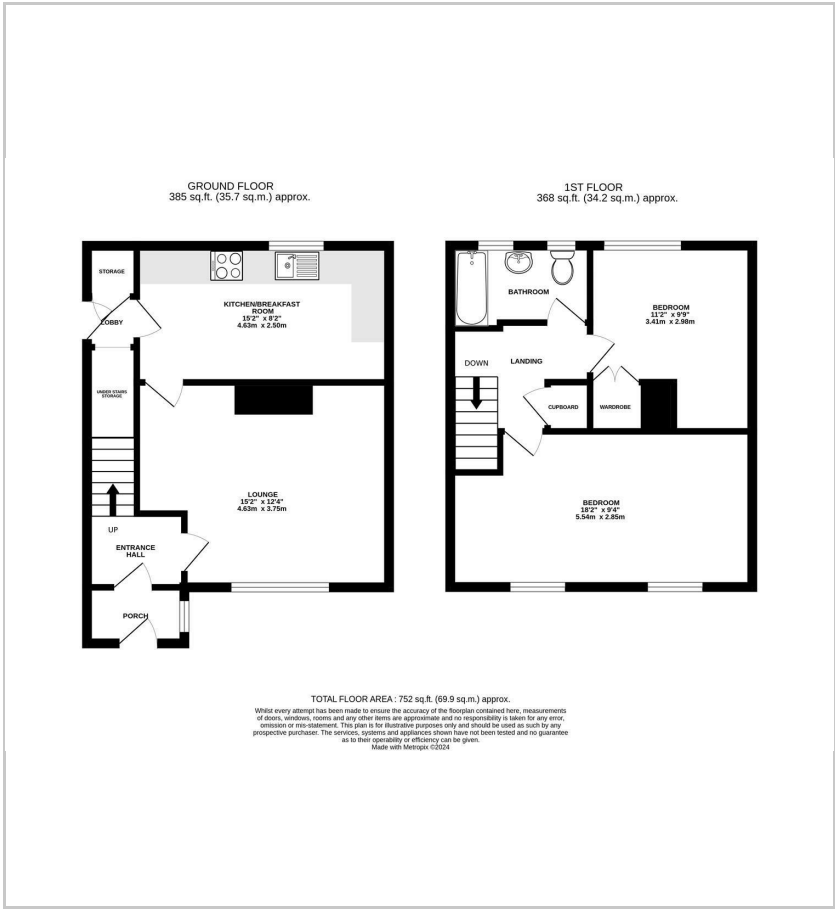 GROUND FLOOR
385 sq.ft. (35.7 sq.m.) approx.
STORAGE
LOBBY
KITCHEN/BREAKFAST
ROOM
15'2" x 8'2"
4.63m x 2.50m
UNDER STAIRS
STORAGE
LOUNGE
15'2" x 12'4"
4.63m x 3.75m
UP
ENTRANCE
HALL
PORCH
1ST FLOOR
368 sq.ft. (34.2 sq.m.) approx.
BATHROOM
BEDROOM
11'2" x 9'9"
3.41m x 2.98m
DOWN
LANDING
CUPBOARD
WARDROBE
BEDROOM
18'2" x 9'4"
5.54m x 2.85m
TOTAL FLOOR AREA : 752 sq.ft. (69.9 sq.m.) approx.
Whilst every attempt has been made to ensure the accuracy of the floorplan contained here, measurements
of doors, windows, rooms and any other items are approximate and no responsibility is taken for any error,
omission or mis-statement. This plan is for illustrative purposes only and should be used as such by any
prospective purchaser. The services, systems and appliances shown have not been tested and no guarantee
as to their operability or efficiency can be given.
Made with Metropix ©2024